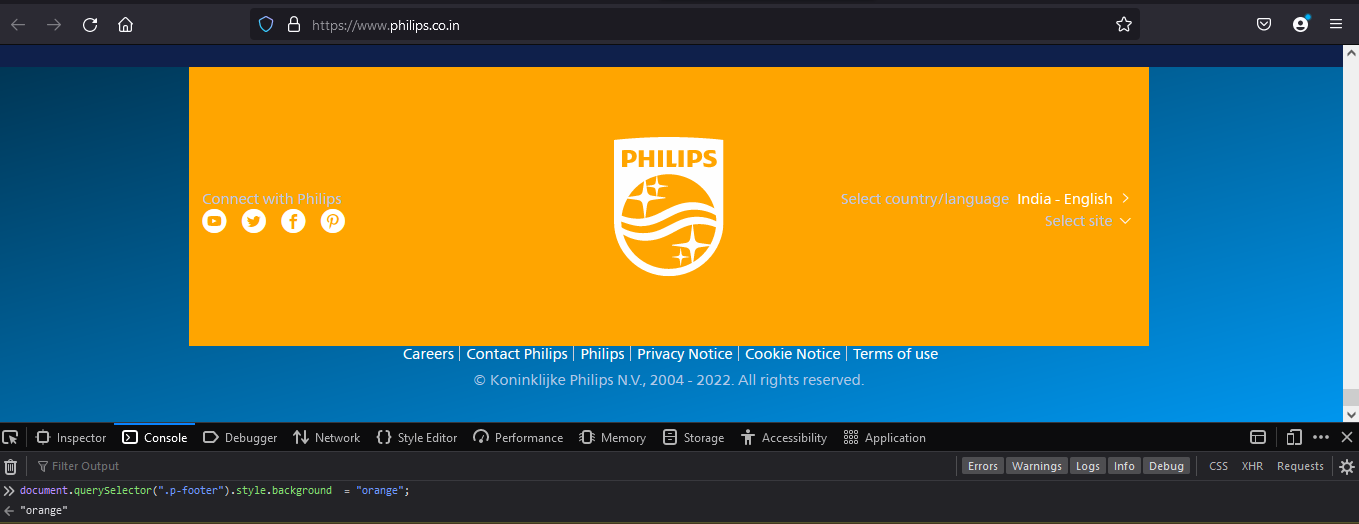 https://www.philips.co.in
PHILIPS
Connect with Philips
Select country/language India - English
Select site
Careers | Contact Philips | Philips | Privacy Notice | Cookie Notice | Terms of use
© Koninklijke Philips N.V., 2004 - 2022. All rights reserved.
Inspector Console Debugger Network Style Editor Performance Memory Storage Accessibility Application
Filter Output Errors Warnings Logs Info Debug CSS XHR Requests
document.querySelector(".p-footer").style.background  = "orange";
"orange"